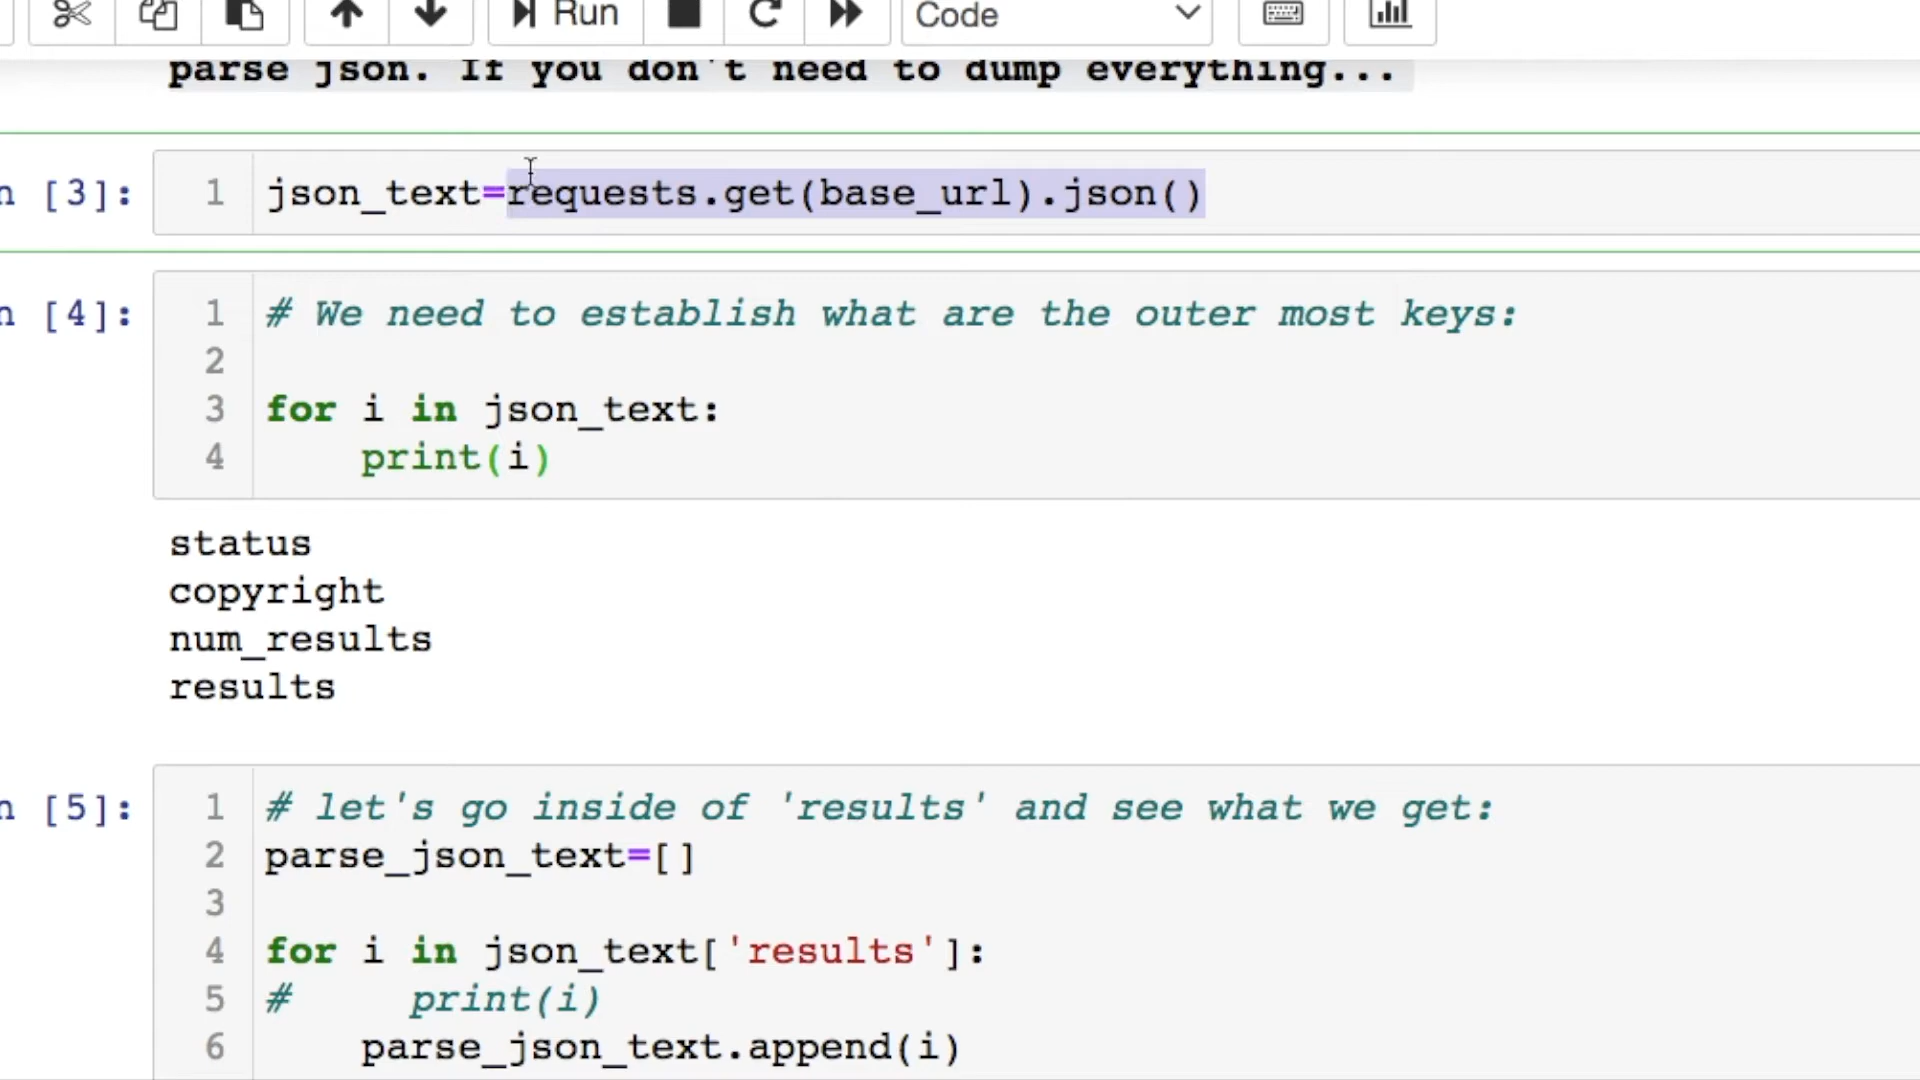 Run
Code
parse json. If you don't need to dump everything...
n [3]:
1 json_text=requests.get(base_url).json()
n [4]:
1 # We need to establish what are the outer most keys:
2
3 for i in json_text:
4     print(i)
status
copyright
num_results
results
n [5]:
1 # let's go inside of 'results' and see what we get:
2 parse_json_text=[]
3
4 for i in json_text['results']:
5 #     print(i)
6     parse_json_text.append(i)